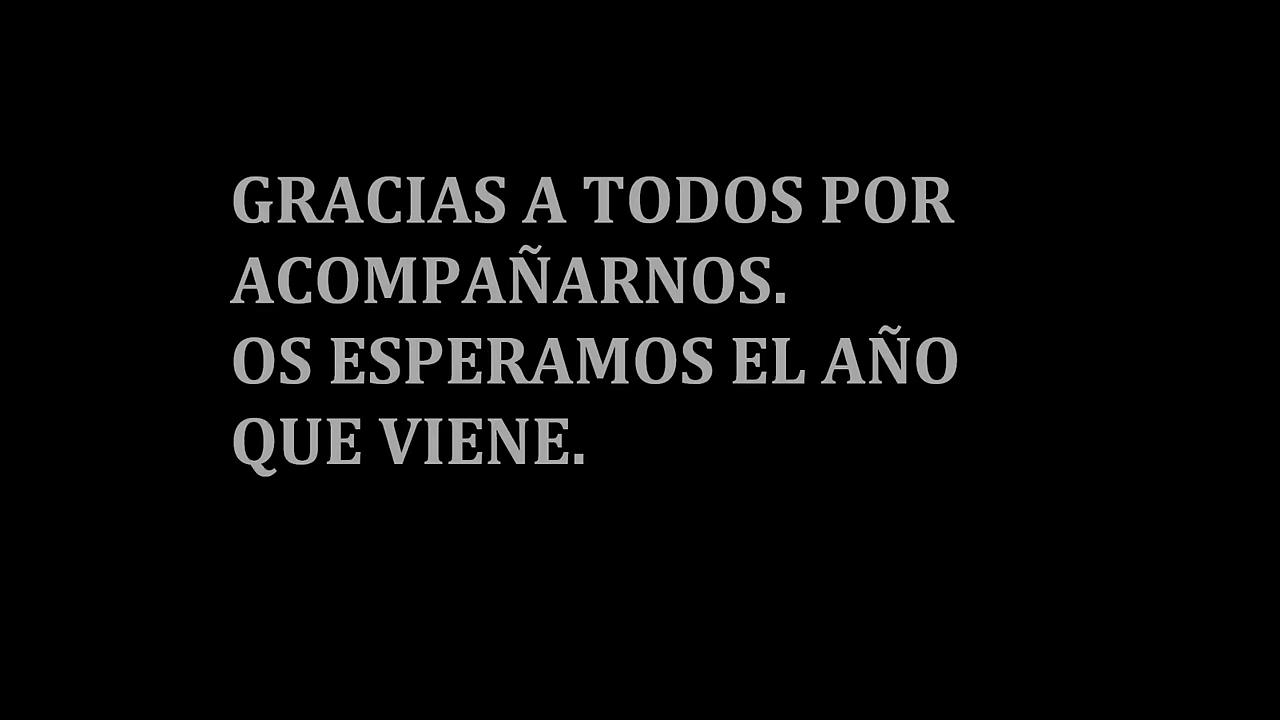 GRACIAS A TODOS POR
ACOMPAÑARNOS.
OS ESPERAMOS EL AÑO
QUE VIENE.